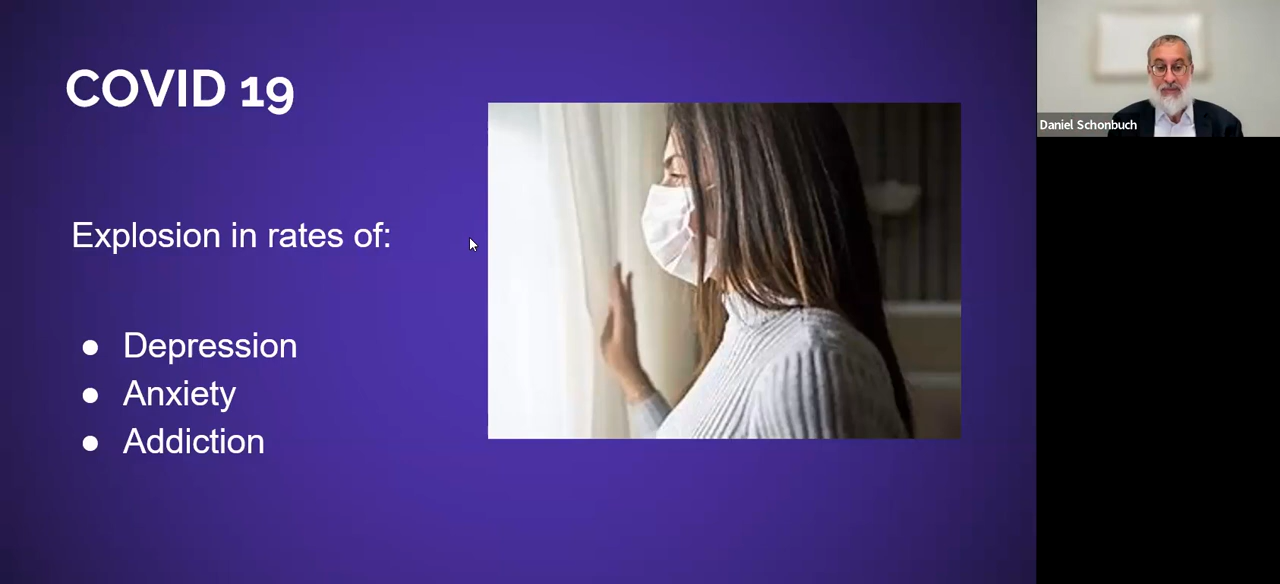 COVID 19
Explosion in rates of:
● Depression
● Anxiety
● Addiction
Daniel Schonbuch